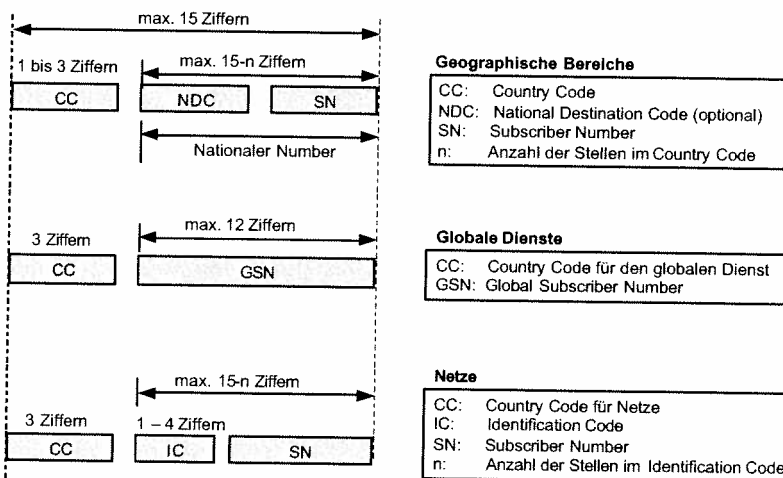 max. 15 Ziffern
1 bis 3 Ziffern
max. 15-n Ziffern
CC
NDC
SN
Nationaler Number
Geographische Bereiche
CC: Country Code
NDC: National Destination Code (optional)
SN: Subscriber Number
n: Anzahl der Stellen im Country Code
3 Ziffern
max. 12 Ziffern
CC
GSN
Globale Dienste
CC: Country Code für den globalen Dienst
GSN: Global Subscriber Number
max. 15-n Ziffern
3 Ziffern
1 – 4 Ziffern
CC
IC
SN
Netze
CC: Country Code für Netze
IC: Identification Code
SN: Subscriber Number
n: Anzahl der Stellen im Identification Code